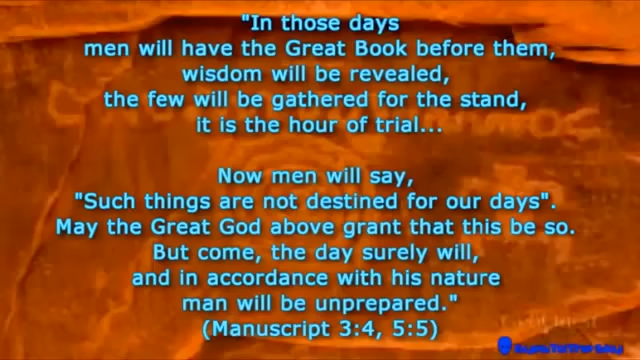 "In those days
men will have the Great Book before them,
wisdom will be revealed,
the few will be gathered for the stand,
it is the hour of trial...
Now men will say,
"Such things are not destined for our days".
May the Great God above grant that this be so.
But come, the day surely will,
and in accordance with his nature
man will be unprepared."
(Manuscript 3:4, 5:5)